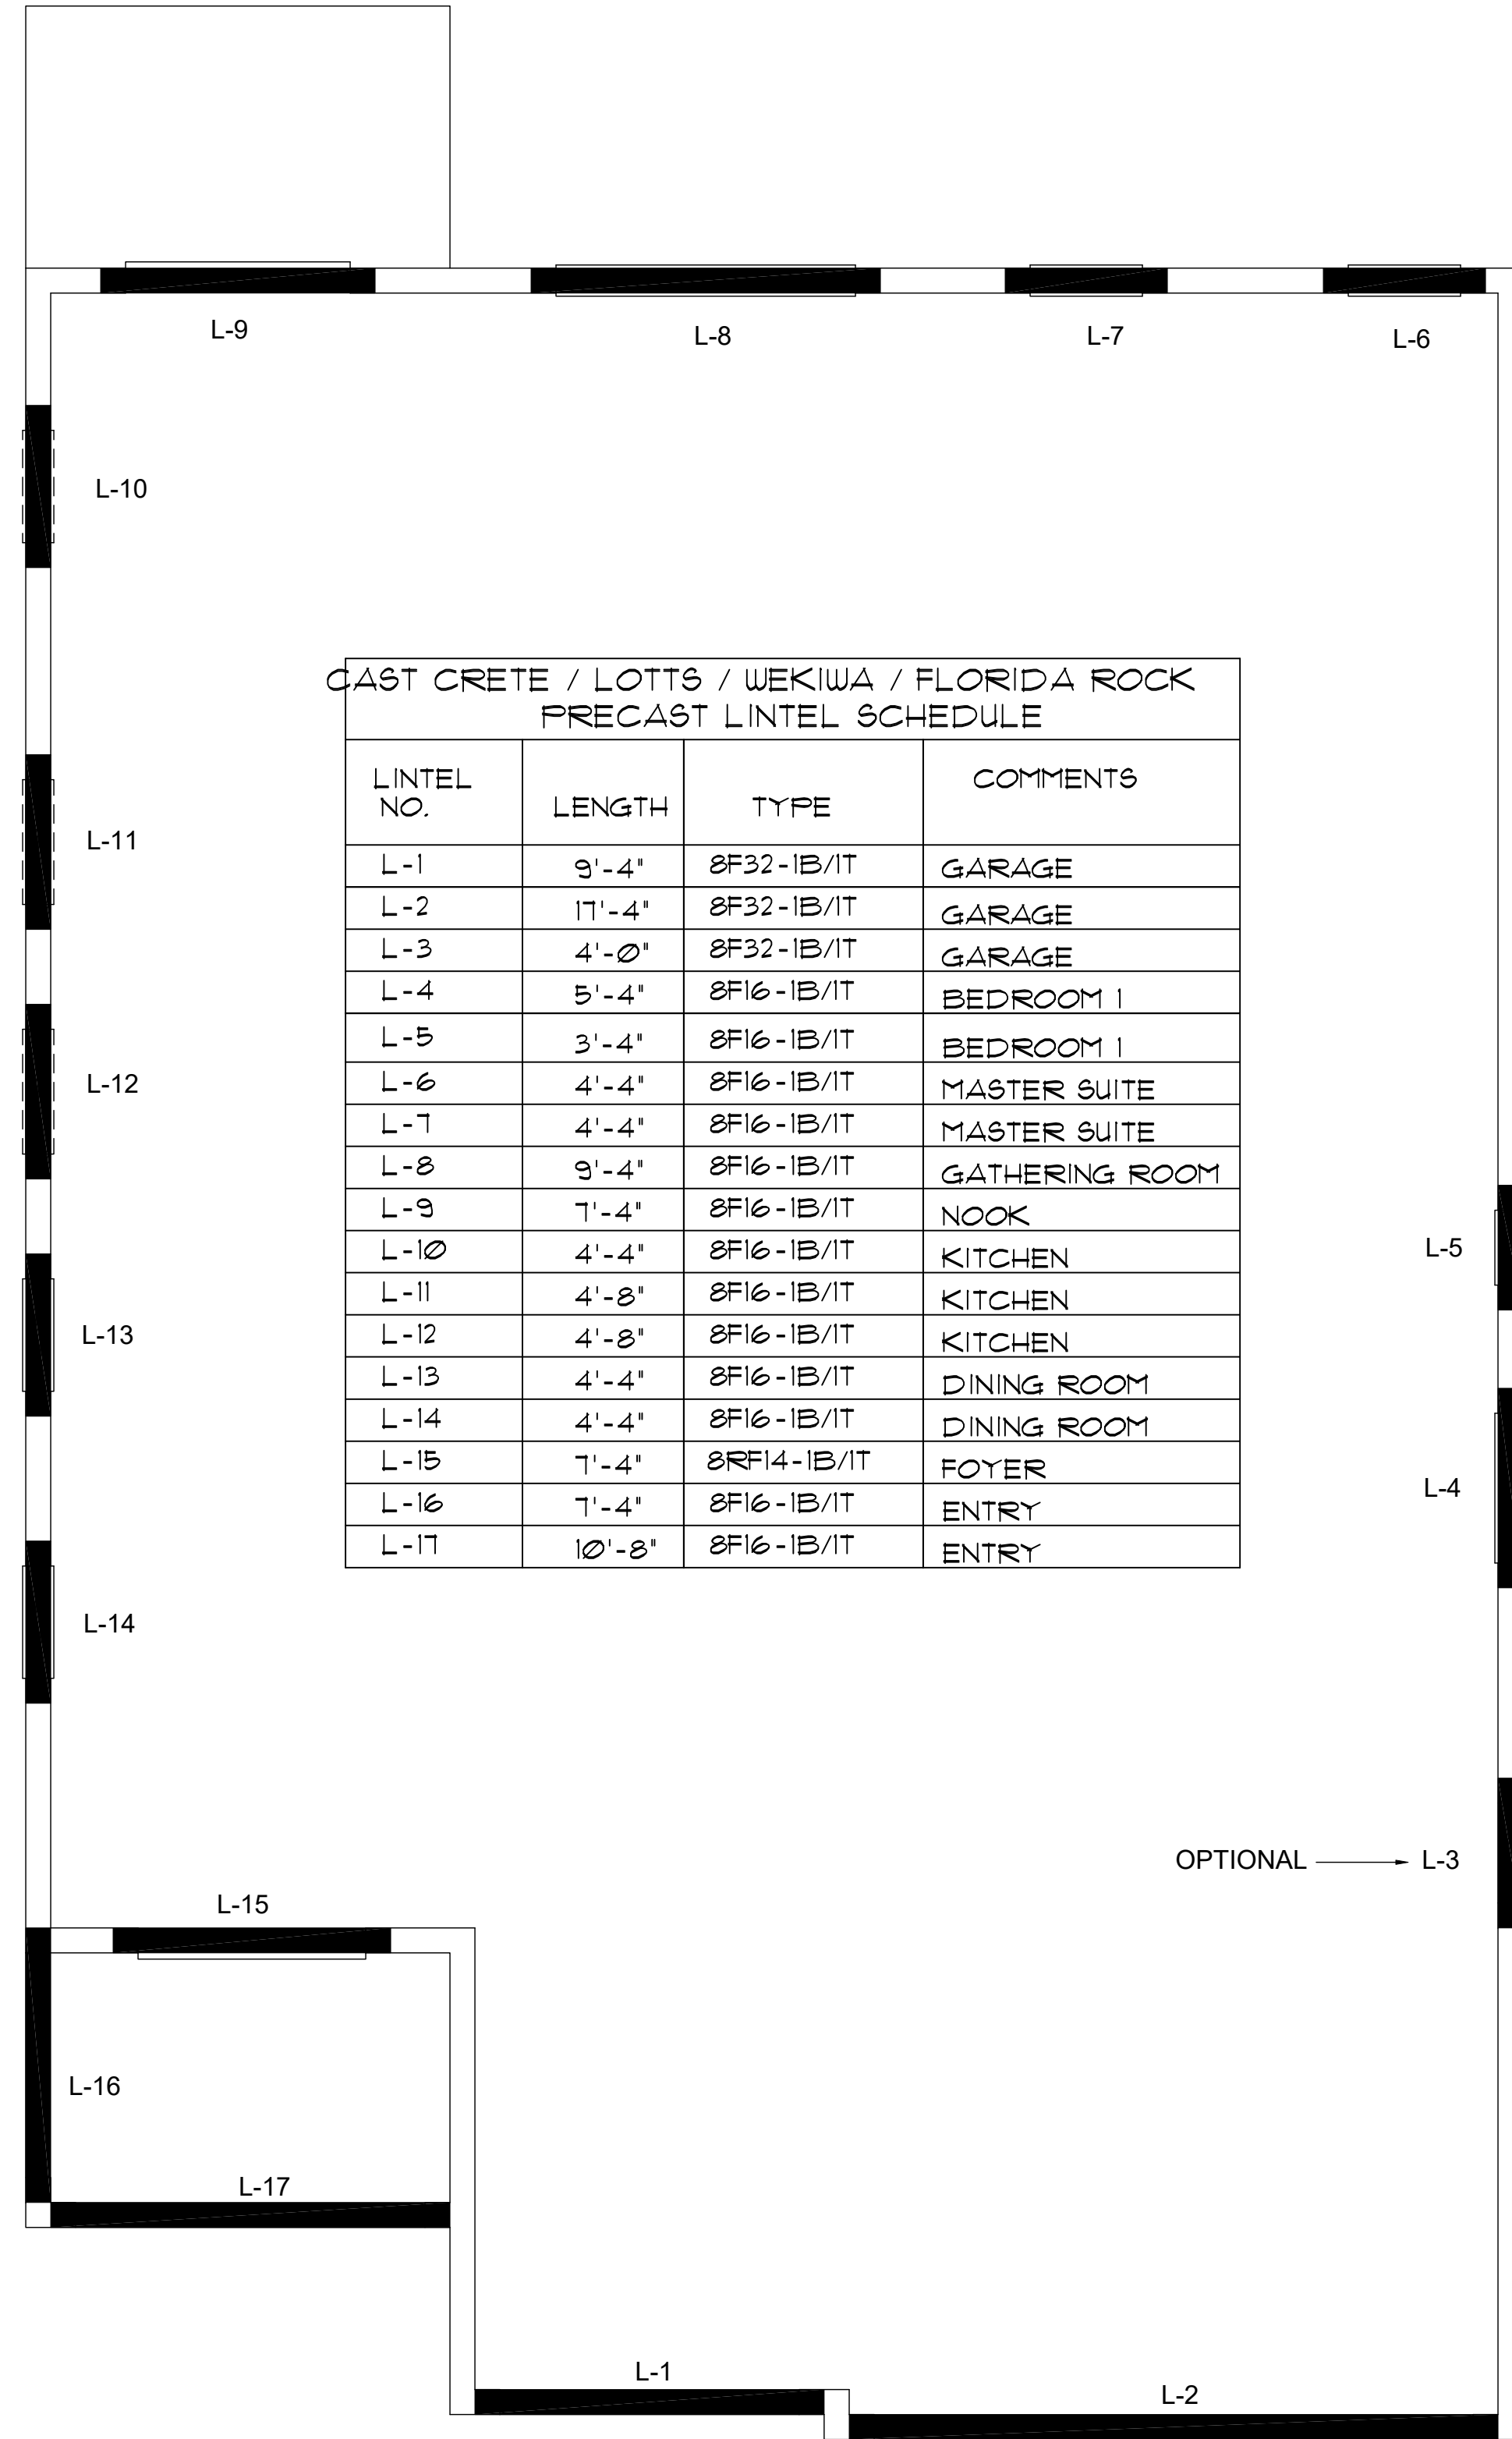 L-9
L-8
L-7
L-6
L-10
CAST CRETE / LOTTS / WEKIWA / FLORIDA ROCK
PRECAST LINTEL SCHEDULE
LINTEL NO. LENGTH TYPE COMMENTS
L-1 9'-4" 8F32-1B/1T GARAGE
L-2 17'-4" 8F32-1B/1T GARAGE
L-3 4'-0" 8F32-1B/1T GARAGE
L-4 5'-4" 8F16-1B/1T BEDROOM 1
L-5 3'-4" 8F16-1B/1T BEDROOM 1
L-6 4'-4" 8F16-1B/1T MASTER SUITE
L-7 4'-4" 8F16-1B/1T MASTER SUITE
L-8 9'-4" 8F16-1B/1T GATHERING ROOM
L-9 7'-4" 8F16-1B/1T NOOK
L-10 4'-4" 8F16-1B/1T KITCHEN
L-11 4'-8" 8F16-1B/1T KITCHEN
L-12 4'-8" 8F16-1B/1T KITCHEN
L-13 4'-4" 8F16-1B/1T DINING ROOM
L-14 4'-4" 8F16-1B/1T DINING ROOM
L-15 7'-4" 8RF14-1B/1T FOYER
L-16 7'-4" 8F16-1B/1T ENTRY
L-17 10'-8" 8F16-1B/1T ENTRY
L-11
L-12
L-13
L-14
L-5
L-4
OPTIONAL L-3
L-15
L-16
L-17
L-1
L-2